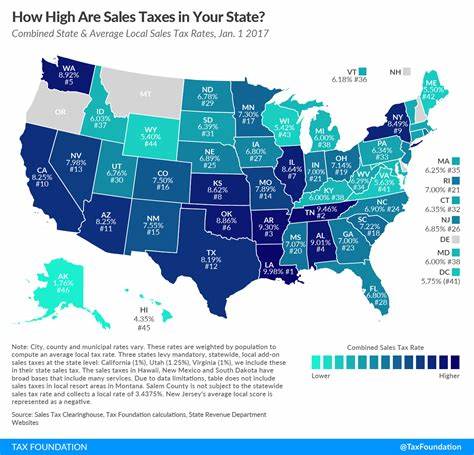 How High Are Sales Taxes in Your State?
Combined State & Average Local Sales Tax Rates, Jan. 1 2017
WA
8.92%
#5
OR
CA
8.25%
#10
NV
7.98%
#13
ID
6.03%
#37
MT
WY
5.40%
#44
UT
6.76%
#30
AZ
8.25%
#11
CO
7.50%
#16
NM
7.55%
#15
ND
6.78%
#29
SD
6.39%
#31
NE
6.89%
#25
KS
8.62%
#8
OK
8.86%
#6
TX
8.19%
#12
MN
7.30%
#17
IA
6.80%
#27
MO
7.89%
#14
AR
9.30%
#3
LA
9.98% #1
WI
5.42%
#43
IL
8.64%
#7
MI
6.00%
#38
IN
7.00%
#21
OH
7.14%
#19
KY
6.00% #38
TN 9.46%
#2
MS
7.07%
#20
AL
9.01%
#4
GA
7.00%
#23
FL
6.80%
#28
SC
7.22%
#18
NC
6.90% #24
VA
5.63%
#41
WV
#34
PA
6.34%
#33
NY
8.49%
#9
ME
5.50%
#42
VT
6.18% #36
NH
MA
6.25% #35
RI
7.00% #21
CT
6.35% #32
NJ
6.85% #26
DE
MD
6.00% #38
DC
5.75% (#41)
AK
1.76%
#46
HI
4.35%
#45
Note: City, county and municipal rates vary. These rates are weighted by population to
compute an average local tax rate. Three states levy mandatory, statewide, local add-on
sales taxes at the state level: California (1%), Utah (1.25%), Virginia (1%), we include these
in their state sales tax. The sales taxes in Hawaii, New Mexico and South Dakota have
broad bases that include many services. Due to data limitations, table does not include
sales taxes in local resort areas in Montana. Salem County is not subject to the statewide
sales tax rate and collects a local rate of 3.4375%. New Jersey's average local score is
represented as a negative.
Source: Sales Tax Clearinghouse, Tax Foundation calculations, State Revenue Department
Websites
Combined Sales Tax Rate
Lower
Higher
TAX FOUNDATION
@TaxFoundation